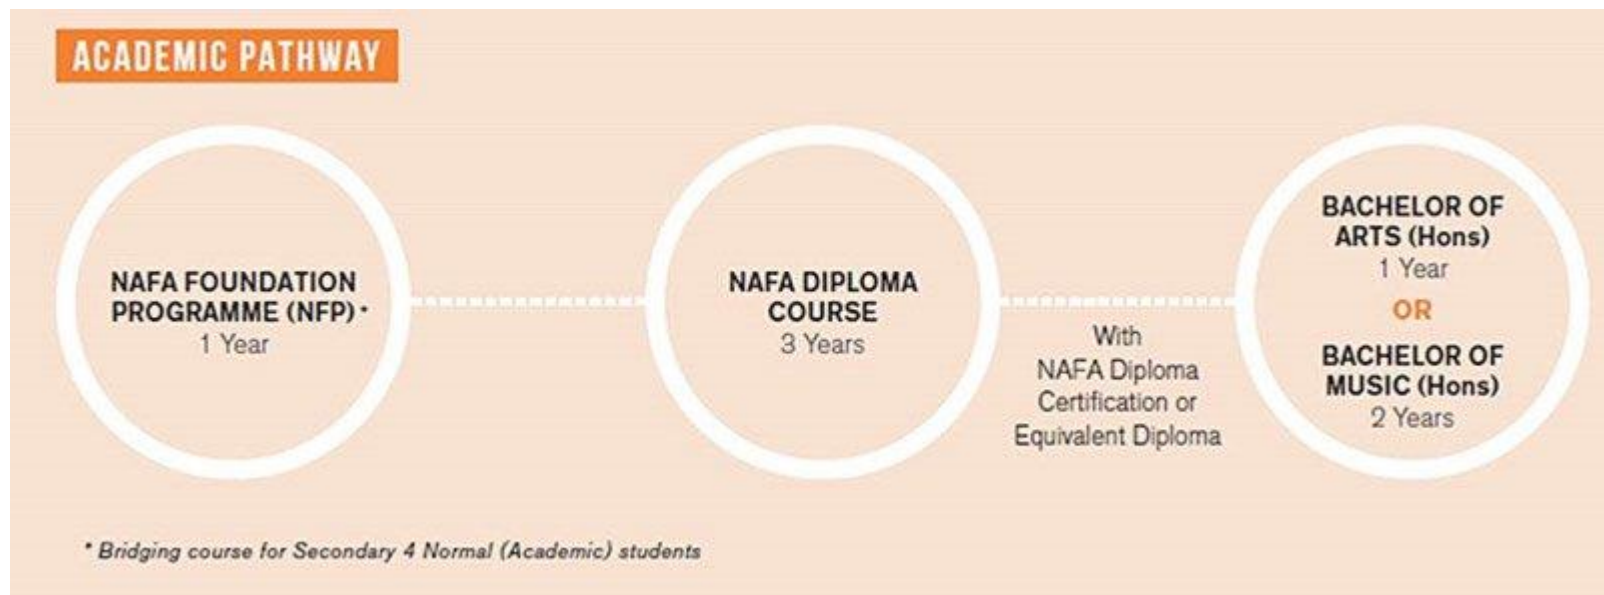 ACADEMIC PATHWAY
NAFA FOUNDATION
PROGRAMME (NFP)*
1 Year
NAFA DIPLOMA
COURSE
3 Years
With
NAFA Diploma
Certification or
Equivalent Diploma
BACHELOR OF
ARTS (Hons)
1 Year
OR
BACHELOR OF
MUSIC (Hons)
2 Years
* Bridging course for Secondary 4 Normal (Academic) students